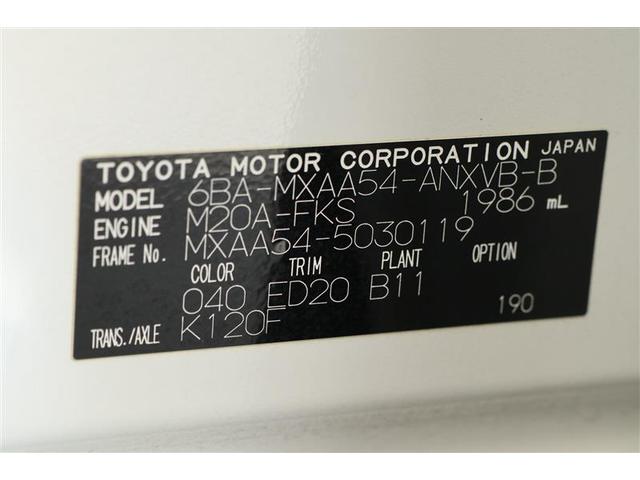 TOYOTA MOTOR CORPORATION JAPAN
MODEL 6BA-MXAA54-ANXVB-B
ENGINE M20A-FKS 1986 mL
FRAME No. MXAA54-5030119
COLOR TRIM PLANT OPTION
040 ED20 B11 190
TRANS./AXLE K120F